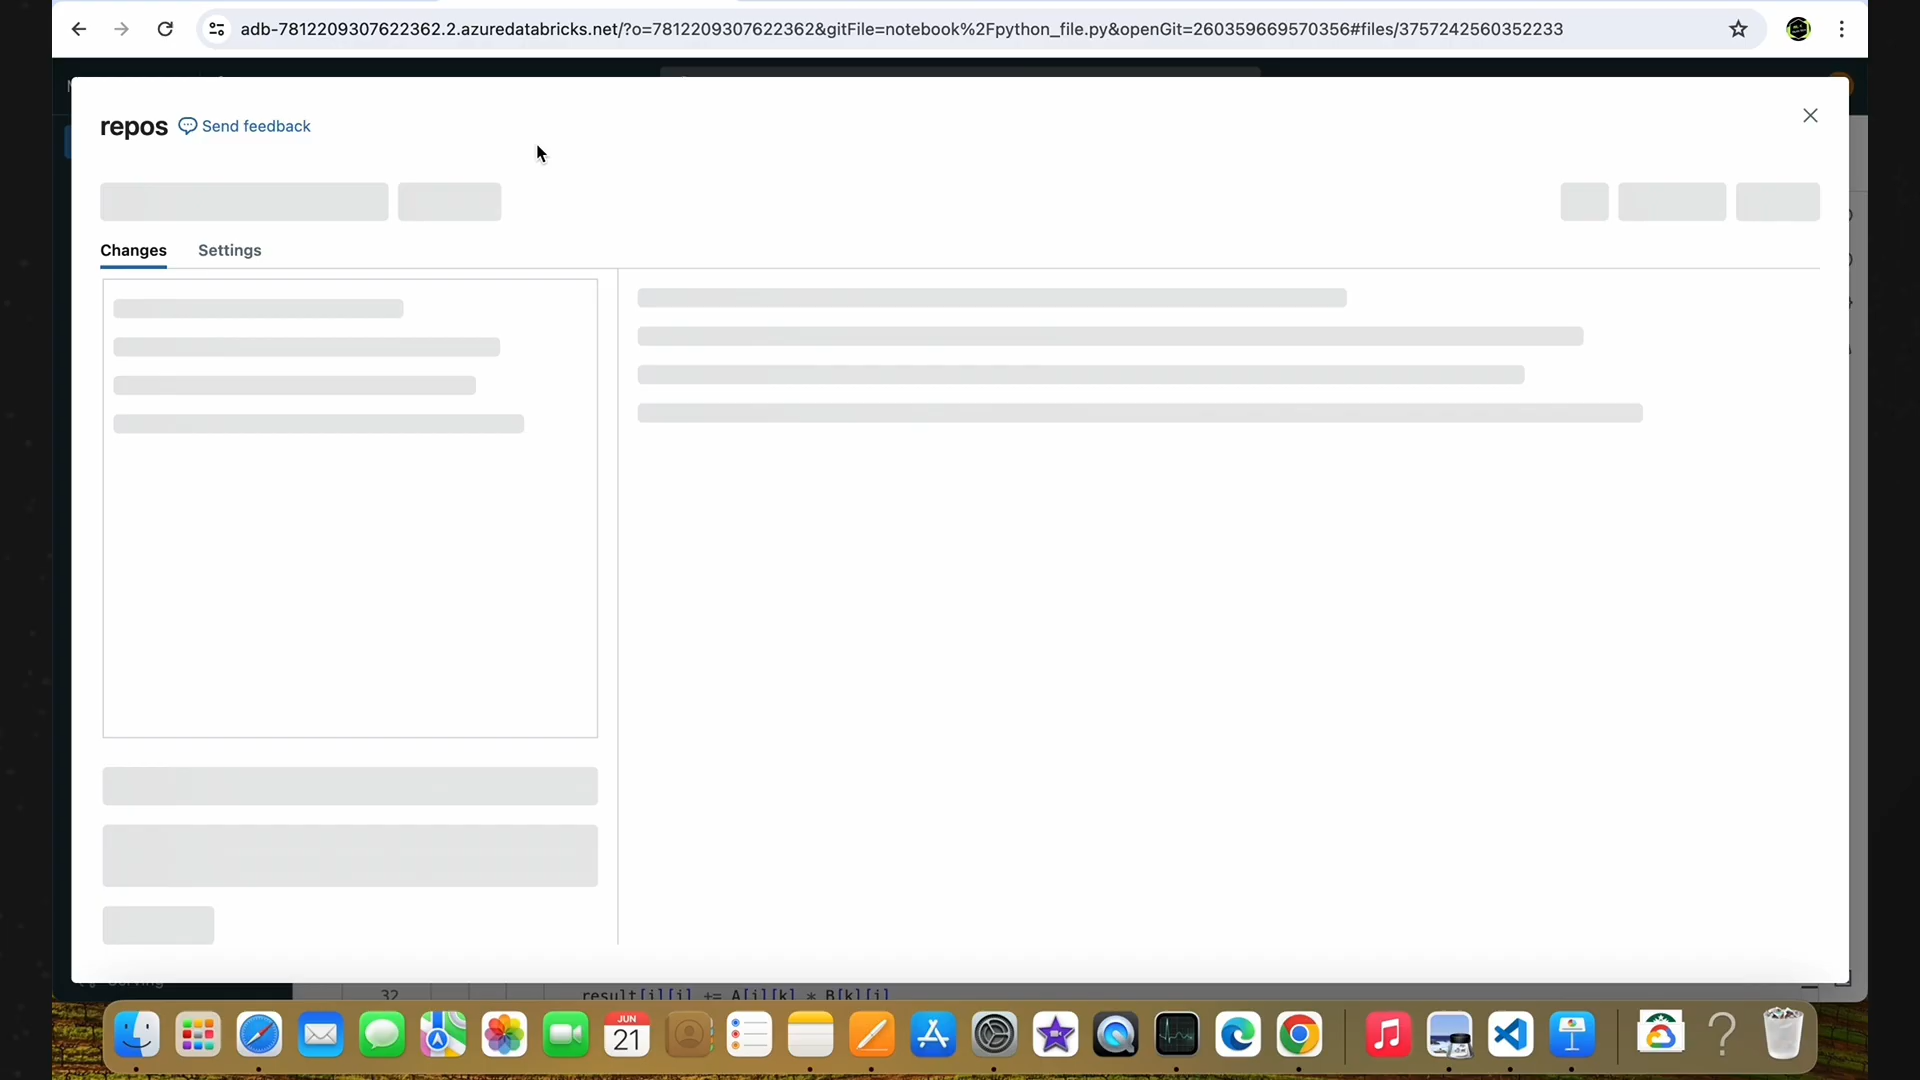 adb-7812209307622362.2.azuredatabricks.net/?o=7812209307622362&gitFile=notebook%2Fpython_file.py&openGit=260359669570356#files/3757242560352233
repos
Send feedback
Changes
Settings
Serving
32
result[i][j] += A[i][k] * B[k][j]
JUN
21